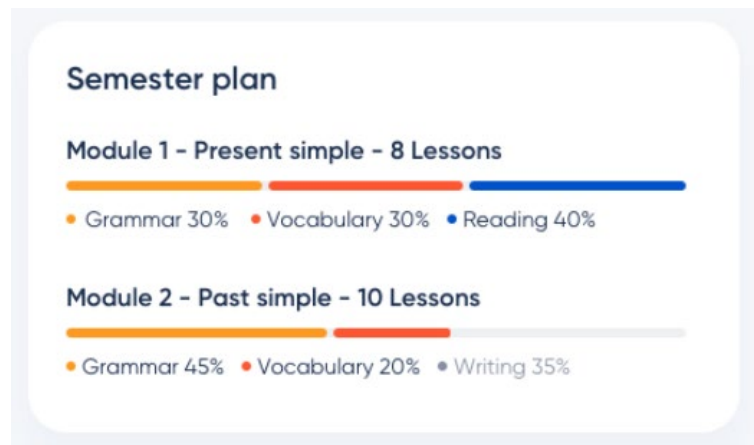 Semester plan
Module 1 - Present simple - 8 Lessons
Grammar 30% Vocabulary 30% Reading 40%
Module 2 - Past simple - 10 Lessons
Grammar 45% Vocabulary 20% Writing 35%